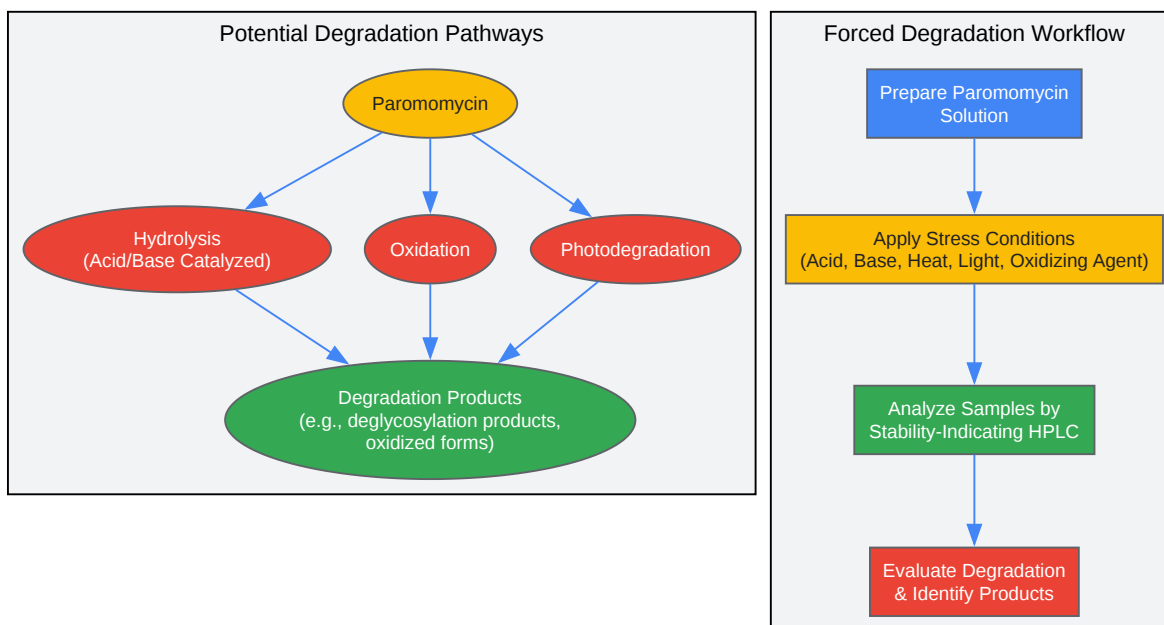 Potential Degradation Pathways
Paromomycin
Hydrolysis
(Acid/Base Catalyzed)
Oxidation
Photodegradation
Degradation Products
(e.g., deglycosylation products,
oxidized forms)
Forced Degradation Workflow
Prepare Paromomycin
Solution
Apply Stress Conditions
(Acid, Base, Heat, Light, Oxidizing Agent)
Analyze Samples by
Stability-Indicating HPLC
Evaluate Degradation
& Identify Products